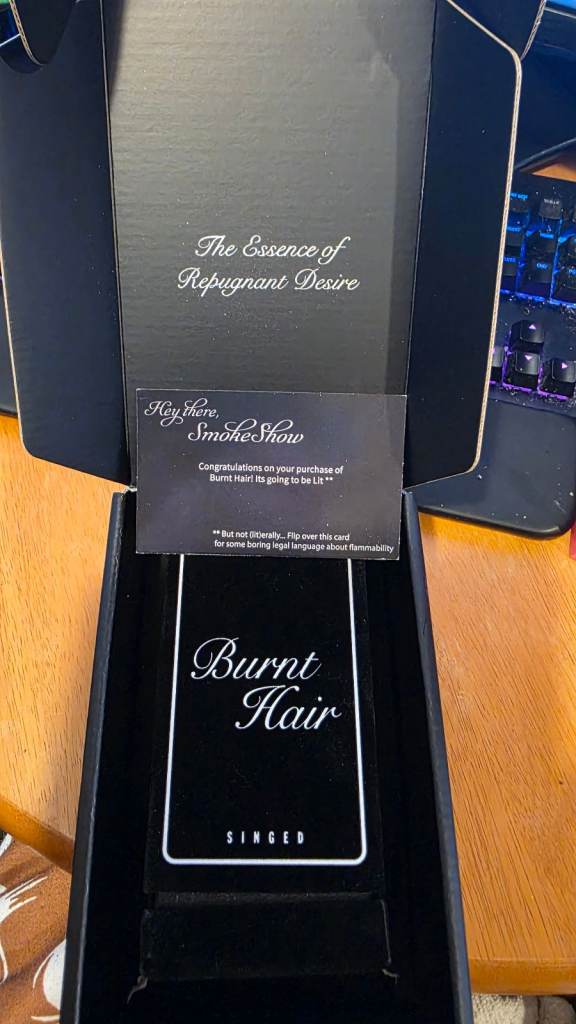 The Essence of
Repugnant Desire
Hey there,
SmokeShow
Congratulations on your purchase of
Burnt Hair! Its going to be Lit **
** But not (lit)erally... Flip over this card
for some boring legal language about flammability
Burnt
Hair
SINGED